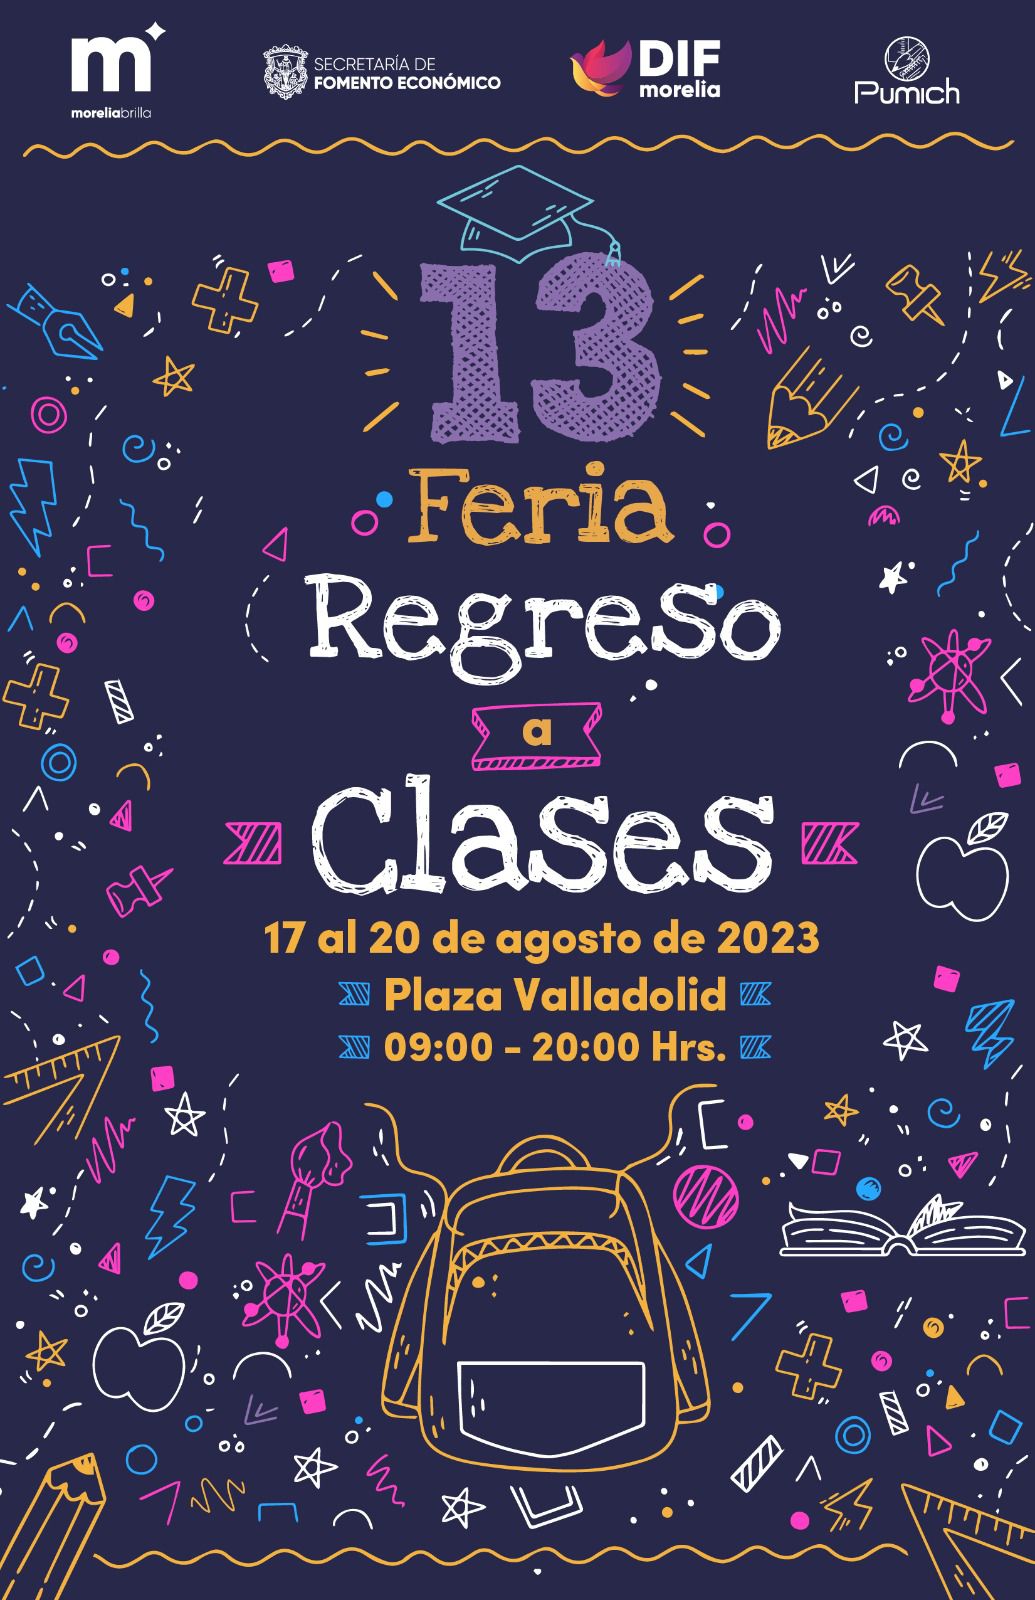 m
moreliabrilla
SECRETARÍA DE
FOMENTO ECONÓMICO
DIF
morelia
Pumich
13
Feria
Regreso
a
Clases
17 al 20 de agosto de 2023
Plaza Valladolid
09:00 - 20:00 Hrs.